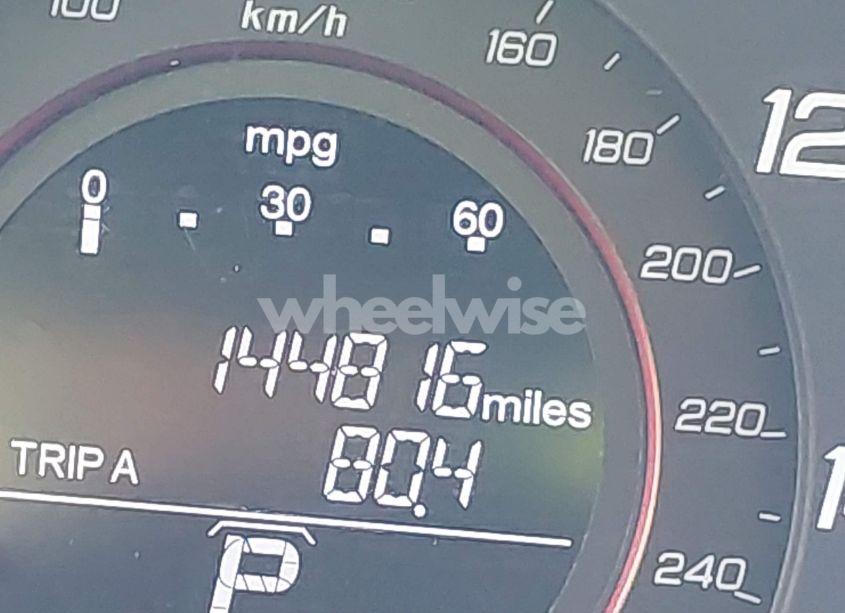 100
km/h
160
180
12
mpg
0 30 60
200
wheelwise
144816 miles
220
TRIP A 80.4
P
240